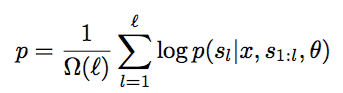 $p = \frac{1}{\Omega(\ell)} \sum_{l=1}^{\ell} \log p(s_l | x, s_{1:l}, \theta)$